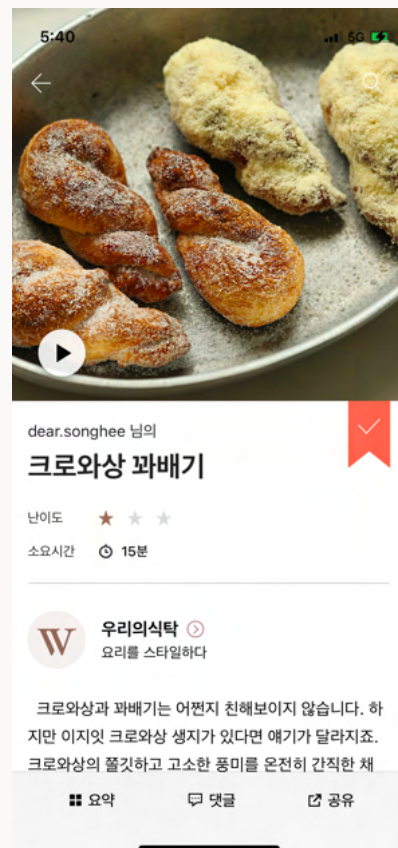 5:40
5G
dear.songhee 님의
크로와상 꽈배기
난이도
소요시간 15분
W
우리의식탁
요리를 스타일하다
크로와상과 꽈배기는 어쩐지 친해보이지 않습니다. 하
지만 이지잇 크로와상 생지가 있다면 얘기가 달라지죠.
크로와상의 쫄깃하고 고소한 풍미를 온전히 간직한 채
요약 댓글 공유